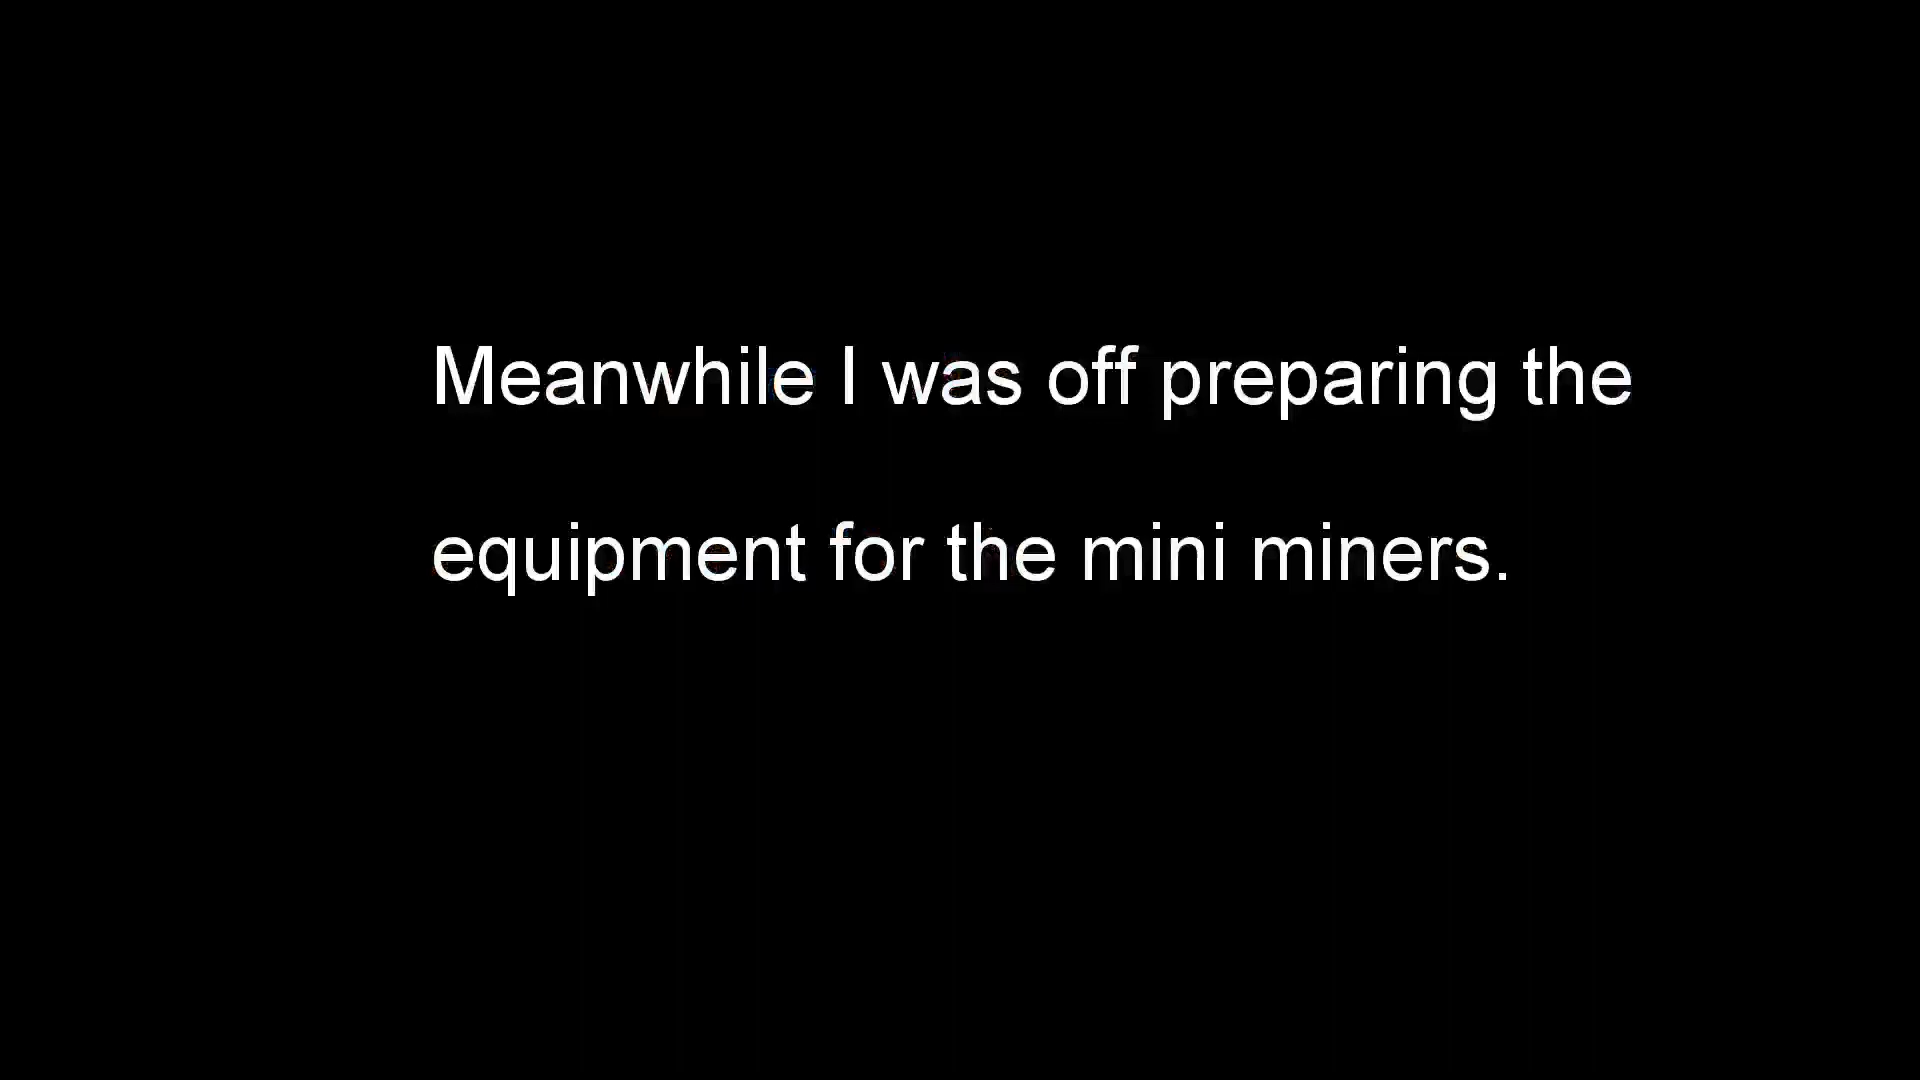 Meanwhile I was off preparing the
equipment for the mini miners.